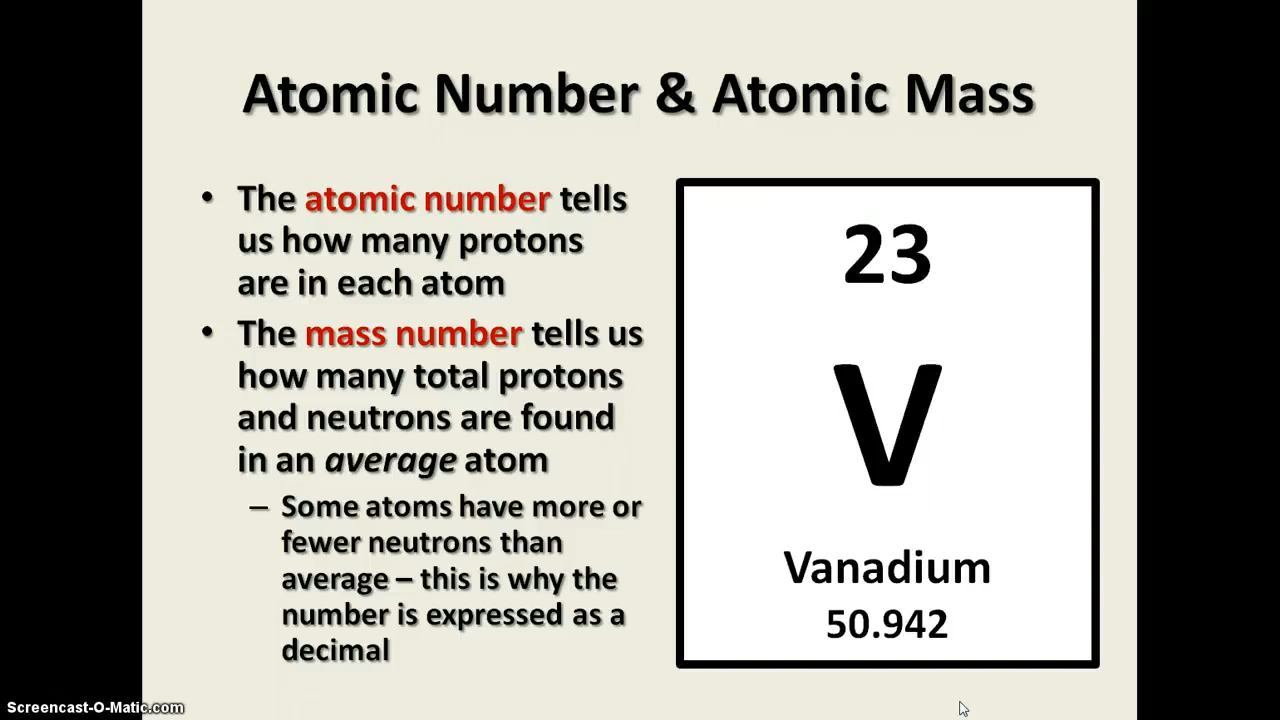 Atomic Number & Atomic Mass
• The atomic number tells
us how many protons
are in each atom
• The mass number tells us
how many total protons
and neutrons are found
in an average atom
– Some atoms have more or
fewer neutrons than
average – this is why the
number is expressed as a
decimal
23
V
Vanadium
50.942
Screencast-O-Matic.com